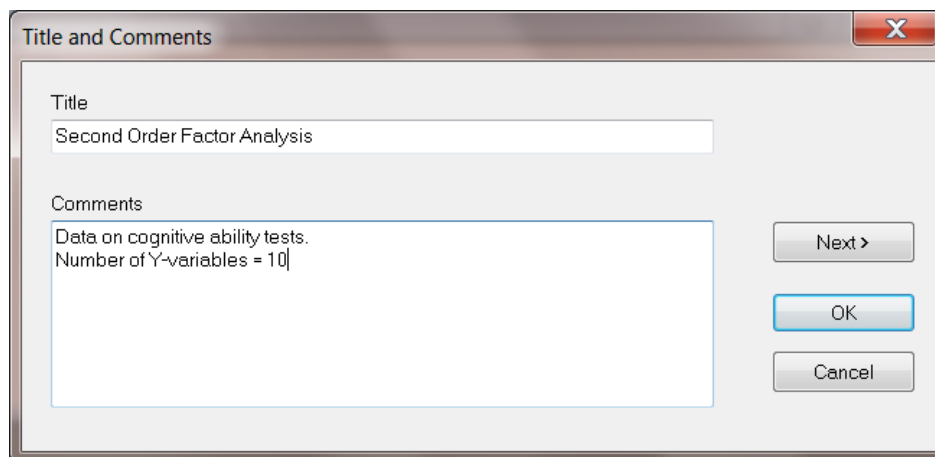 Title and Comments
Title
Second Order Factor Analysis
Comments
Data on cognitive ability tests.
Number of Y-variables = 10
Next >
OK
Cancel